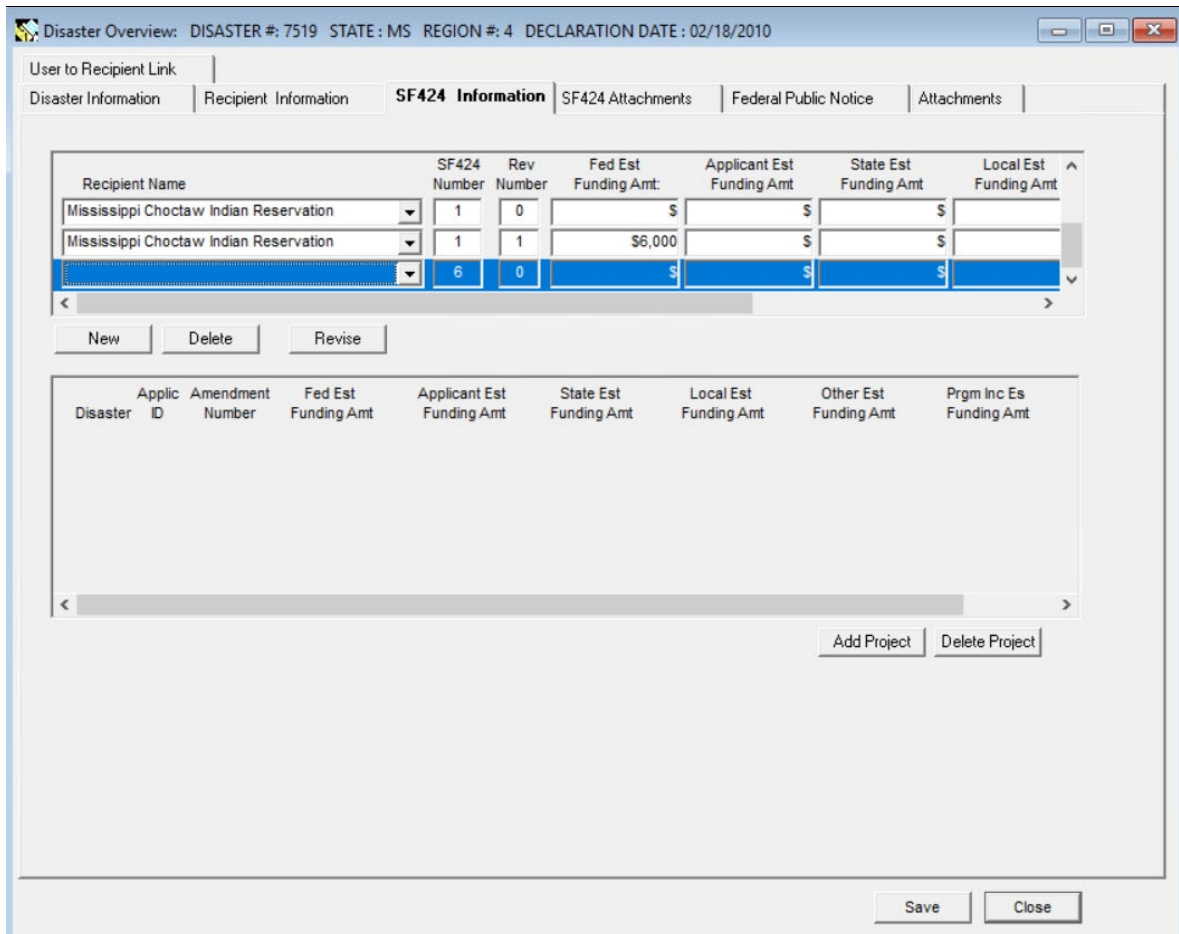 Disaster Overview: DISASTER #: 7519 STATE : MS REGION #: 4 DECLARATION DATE : 02/18/2010
User to Recipient Link
Disaster Information Recipient Information SF424 Information SF424 Attachments Federal Public Notice Attachments
SF424 Rev Fed Est Applicant Est State Est Local Est
Recipient Name Number Number Funding Amt: Funding Amt Funding Amt Funding Amt
Mississippi Choctaw Indian Reservation 1 0 $ $ $
Mississippi Choctaw Indian Reservation 1 1 $6,000 $ $
6 0 $ $ $
New Delete Revise
Applic Amendment Fed Est Applicant Est State Est Local Est Other Est Prgm Inc Es
Disaster ID Number Funding Amt Funding Amt Funding Amt Funding Amt Funding Amt Funding Amt
Add Project Delete Project
Save Close